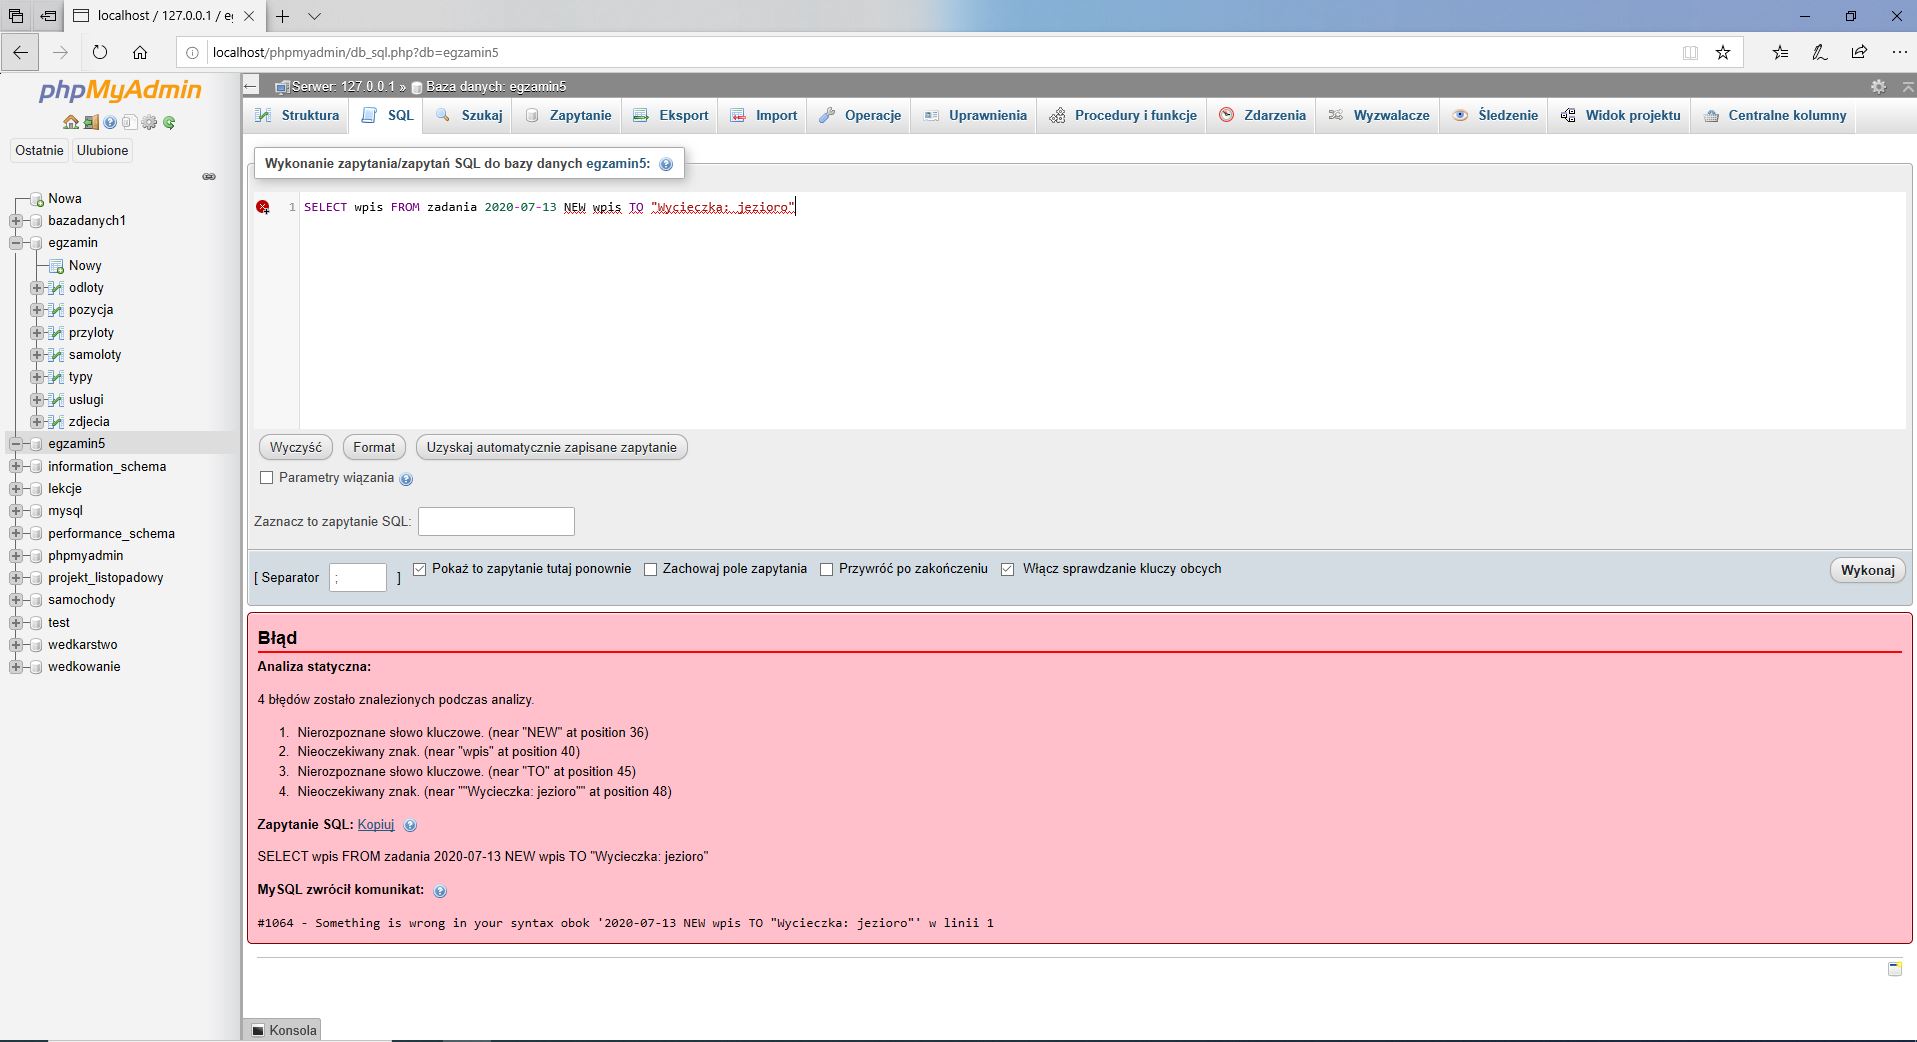 localhost / 127.0.0.1 / eg
localhost/phpmyadmin/db_sql.php?db=egzamin5
phpMyAdmin
Ostatnie Ulubione
Nowa
bazadanych1
egzamin
Nowy
odloty
pozycja
przyloty
samoloty
typy
uslugi
zdjecia
egzamin5
information_schema
lekcje
mysql
performance_schema
phpmyadmin
projekt_listopadowy
samochody
test
wedkarstwo
wedkowanie
Serwer: 127.0.0.1 » Baza danych: egzamin5
Struktura SQL Szukaj Zapytanie Eksport Import Operacje Uprawnienia Procedury i funkcje Zdarzenia Wyzwalacze Śledzenie Widok projektu Centralne kolumny
Wykonanie zapytania/zapytań SQL do bazy danych egzamin5:
1 SELECT wpis FROM zadania 2020-07-13 NEW wpis TO "Wycieczka: jezioro"
Wyczyść Format Uzyskaj automatycznie zapisane zapytanie
Parametry wiązania
Zaznacz to zapytanie SQL:
[ Separator ; ] Pokaż to zapytanie tutaj ponownie Zachowaj pole zapytania Przywróć po zakończeniu Włącz sprawdzanie kluczy obcych Wykonaj
Błąd
Analiza statyczna:
4 błędów zostało znalezionych podczas analizy.
1. Nierozpoznane słowo kluczowe. (near "NEW" at position 36)
2. Nieoczekiwany znak. (near "wpis" at position 40)
3. Nierozpoznane słowo kluczowe. (near "TO" at position 45)
4. Nieoczekiwany znak. (near ""Wycieczka: jezioro"" at position 48)
Zapytanie SQL: Kopiuj
SELECT wpis FROM zadania 2020-07-13 NEW wpis TO "Wycieczka: jezioro"
MySQL zwrócił komunikat:
#1064 - Something is wrong in your syntax obok '2020-07-13 NEW wpis TO "Wycieczka: jezioro"' w linii 1
Konsola